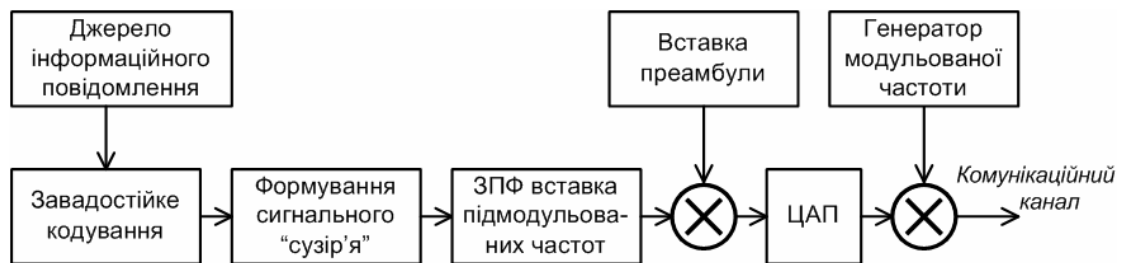 Джерело
інформаційного
повідомлення
Вставка
преамбули
Генератор
модульованої
частоти
Завадостійке
кодування
Формування
сигнального
“сузір’я”
ЗПФ вставка
підмодульова-
них частот
ЦАП
Комунікаційний
канал